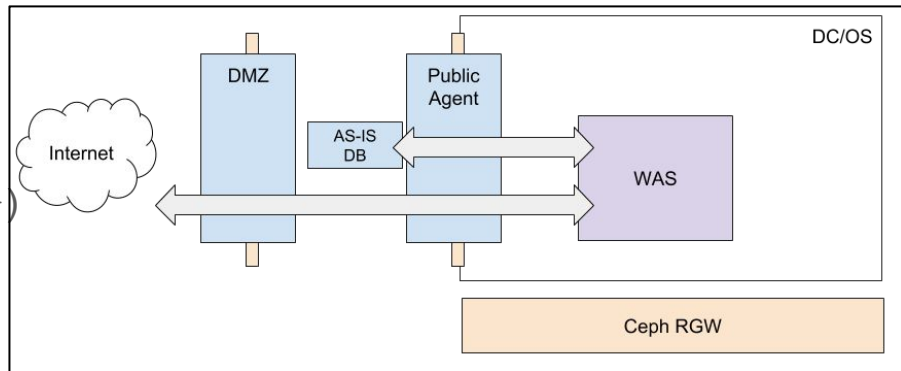 DC/OS
DMZ
Public
Agent
AS-IS
DB
Internet
WAS
Ceph RGW